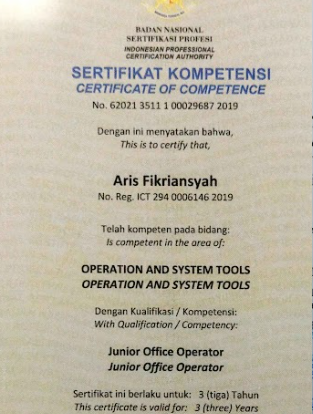 BADAN NASIONAL
SERTIFIKASI PROFESI
INDONESIAN PROFESSIONAL
CERTIFICATION AUTHORITY
SERTIFIKAT KOMPETENSI
CERTIFICATE OF COMPETENCE
No. 62021 3511 1 00029687 2019
Dengan ini menyatakan bahwa,
This is to certify that,
Aris Fikriansyah
No. Reg. ICT 294 0006146 2019
Telah kompeten pada bidang:
Is competent in the area of:
OPERATION AND SYSTEM TOOLS
OPERATION AND SYSTEM TOOLS
Dengan Kualifikasi / Kompetensi:
With Qualification / Competency:
Junior Office Operator
Junior Office Operator
Sertifikat ini berlaku untuk: 3 (tiga) Tahun
This certificate is valid for: 3 (three) Years